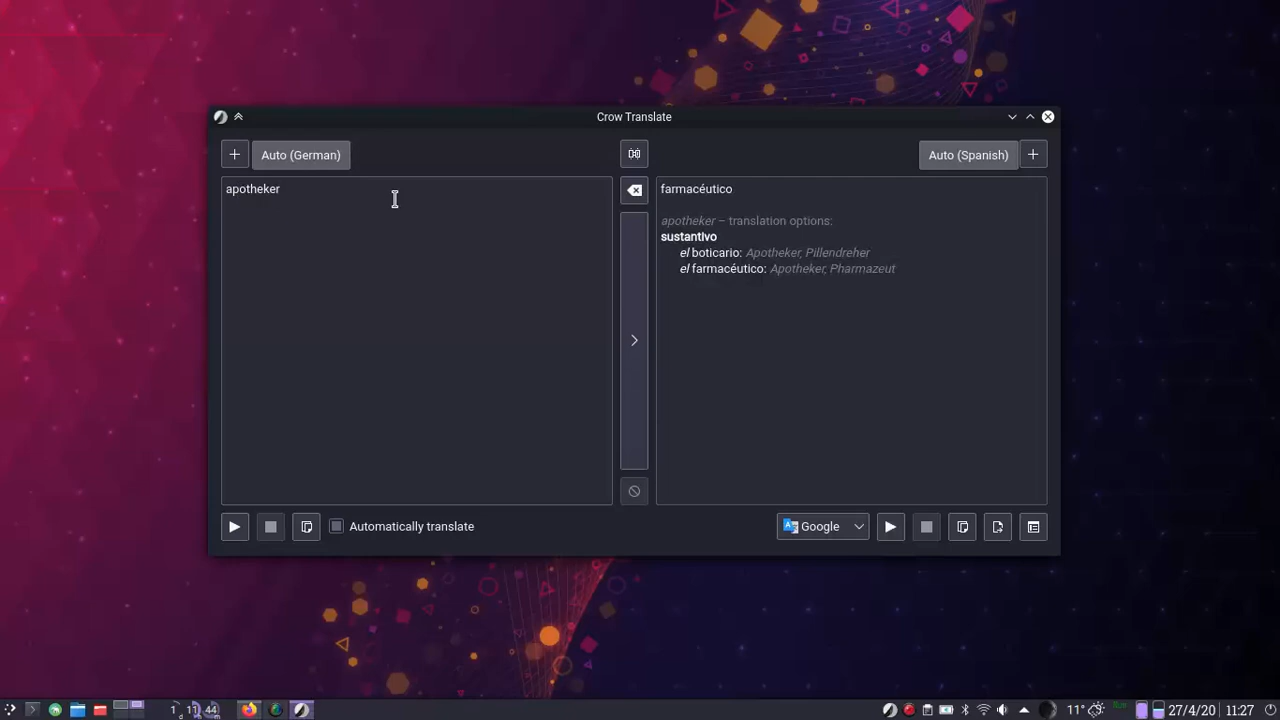 Crow Translate
Auto (German)
Auto (Spanish)
apotheker
farmacéutico
apotheker – translation options:
sustantivo
el boticario: Apotheker, Pillendreher
el farmacéutico: Apotheker, Pharmazeut
Automatically translate
Google
11°
27/4/20
11:27